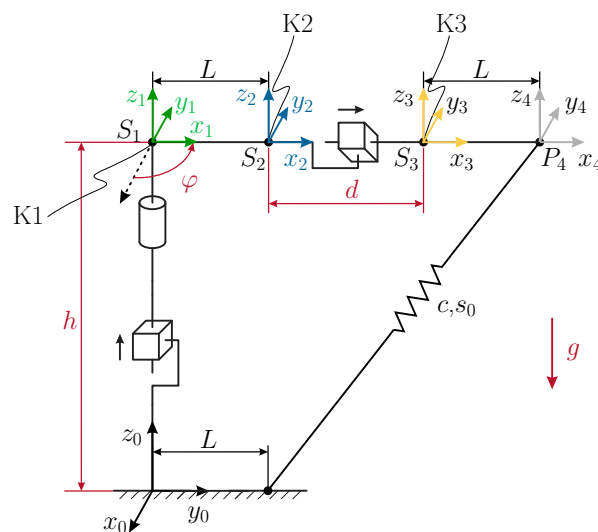 K2 K3
L L
z₁ y₁ z₂ y₂ z₃ y₃ z₄ y₄
S₁ x₁ S₂ x₂ S₃ x₃ P₄ x₄
φ d
K1
c,s₀
h g
z₀ L
y₀
x₀